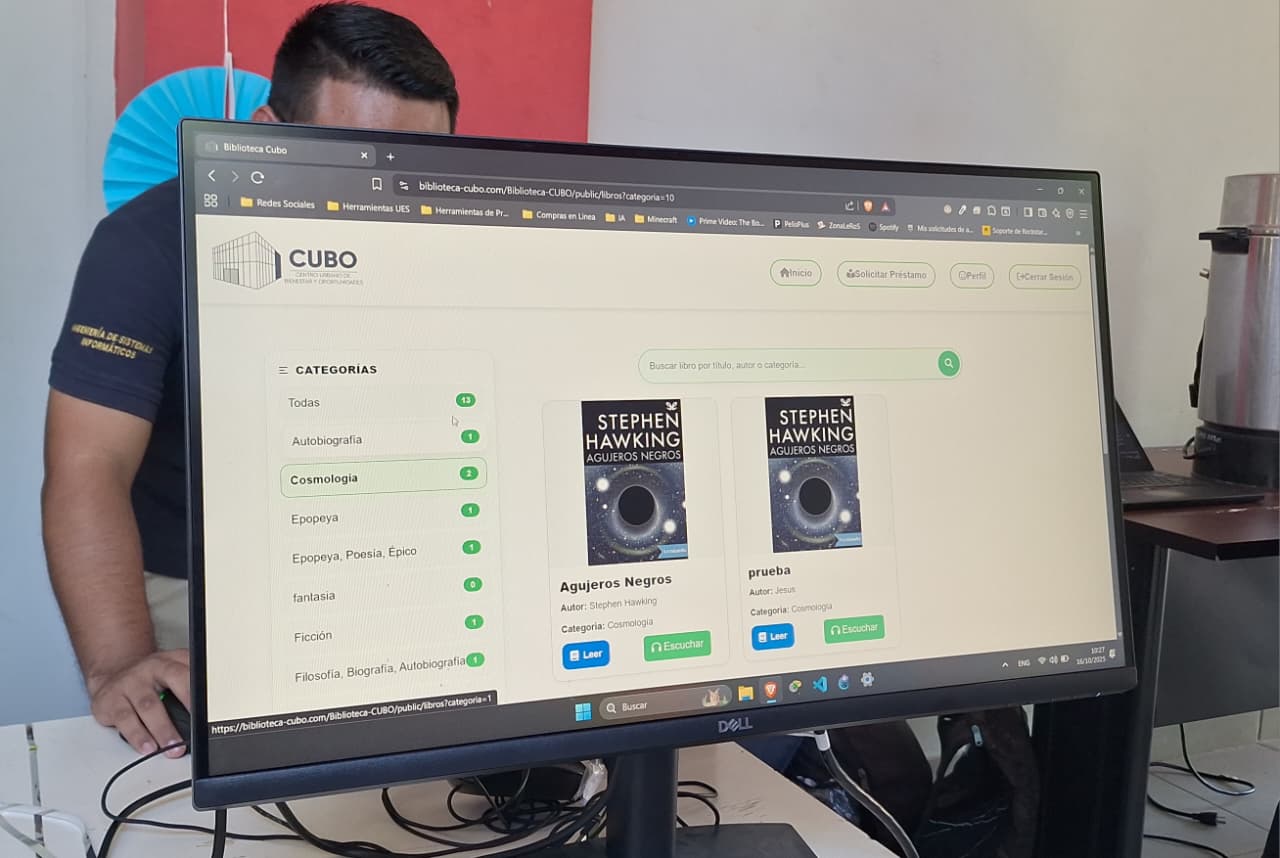 Biblioteca Cubo
biblioteca-cubo.com/Biblioteca-CUBO/public/libros?categoria=10
Redes Sociales
Herramientas UES
Herramientas de Pr...
Compras en Linea
IA
Minecraft
Prime Video: The Bo...
PelisPlus
ZonaLeRoS
Spotify
Mis solicitudes de a...
Soporte de Rockstar...
CUBO
CENTRO URBANO DE
BIENESTAR Y OPORTUNIDADES
Inicio
Solicitar Préstamo
Perfil
Cerrar Sesión
INGENIERÍA DE SISTEMAS
INFORMÁTICOS
CATEGORÍAS
Todas 13
Autobiografía 1
Cosmologia 2
Epopeya 1
Epopeya, Poesía, Épico 1
fantasia 0
Ficción 1
Filosofía, Biografía, Autobiografía 1
Buscar libro por título, autor o categoría...
STEPHEN
HAWKING
AGUJEROS NEGROS
Agujeros Negros
Autor: Stephen Hawking
Categoria: Cosmologia
Leer
Escuchar
STEPHEN
HAWKING
AGUJEROS NEGROS
prueba
Autor: Jesus
Categoria: Cosmologia
Leer
Escuchar
https://biblioteca-cubo.com/Biblioteca-CUBO/public/libros?categoria=1
Buscar
ENG
10:27
16/10/2025
DELL